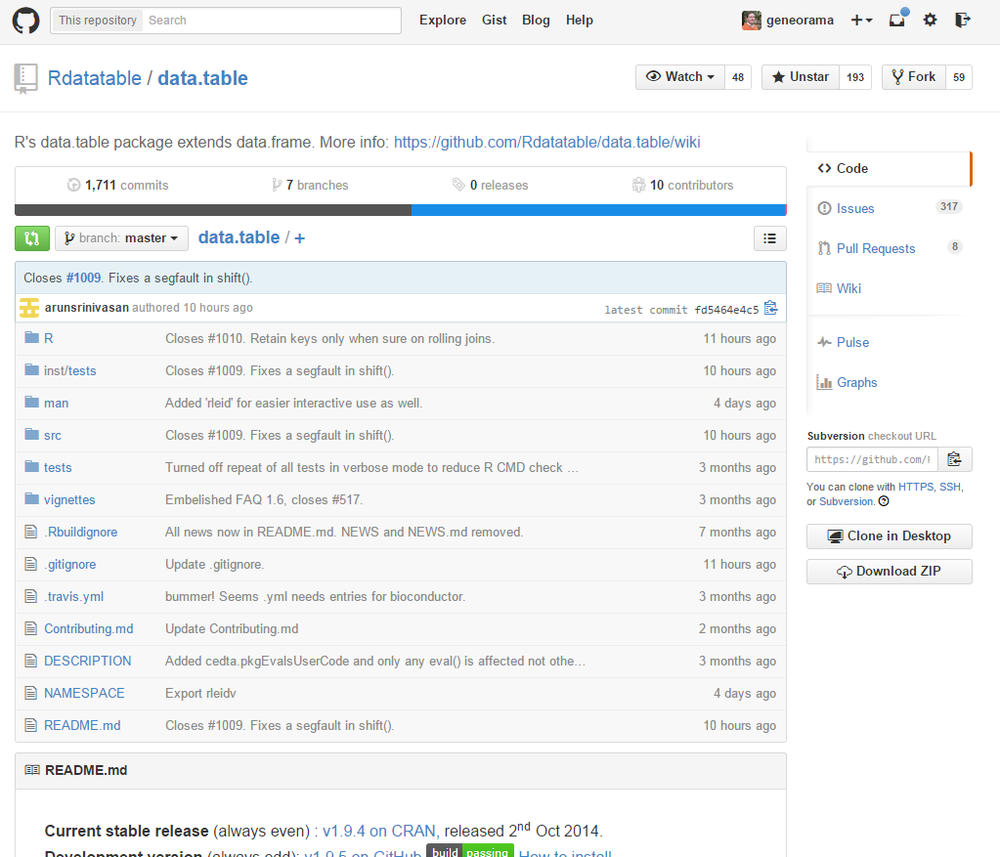 This repository Search Explore Gist Blog Help geneorama
Rdatatable / data.table Watch 48 Unstar 193 Fork 59
R's data.table package extends data.frame. More info: https://github.com/Rdatatable/data.table/wiki
1,711 commits 7 branches 0 releases 10 contributors
branch: master data.table / +
Closes #1009. Fixes a segfault in shift().
arunsrinivasan authored 10 hours ago latest commit fd5464e4c5
R Closes #1010. Retain keys only when sure on rolling joins. 11 hours ago
inst/tests Closes #1009. Fixes a segfault in shift(). 10 hours ago
man Added 'rleid' for easier interactive use as well. 4 days ago
src Closes #1009. Fixes a segfault in shift(). 10 hours ago
tests Turned off repeat of all tests in verbose mode to reduce R CMD check … 3 months ago
vignettes Embelished FAQ 1.6, closes #517. 3 months ago
.Rbuildignore All news now in README.md. NEWS and NEWS.md removed. 7 months ago
.gitignore Update .gitignore. 11 hours ago
.travis.yml bummer! Seems .yml needs entries for bioconductor. 3 months ago
Contributing.md Update Contributing.md 2 months ago
DESCRIPTION Added cedta.pkgEvalsUserCode and only any eval() is affected not othe… 3 months ago
NAMESPACE Export rleidv 4 days ago
README.md Closes #1009. Fixes a segfault in shift(). 10 hours ago
README.md
Current stable release (always even) : v1.9.4 on CRAN, released 2nd Oct 2014.
Development version (always odd): v1.9.5 on GitHub build passing How to install
Code
Issues 317
Pull Requests 8
Wiki
Pulse
Graphs
Subversion checkout URL
https://github.com/
You can clone with HTTPS, SSH,
or Subversion.
Clone in Desktop
Download ZIP